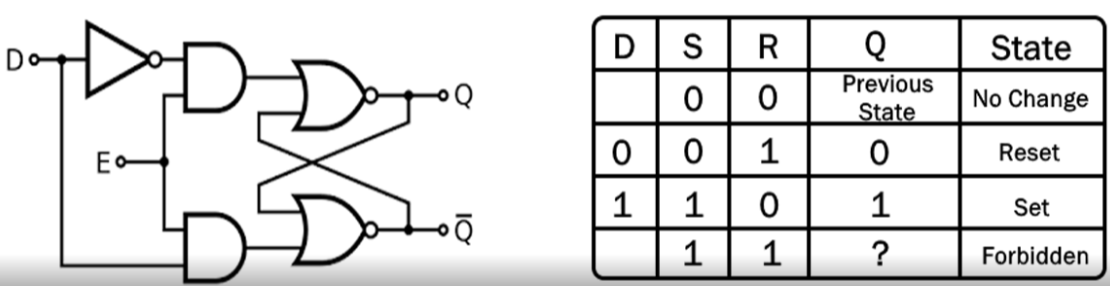 D
E
Q
Q̅
D S R Q State
0 0 Previous State No Change
0 0 1 0 Reset
1 1 0 1 Set
1 1 ? Forbidden